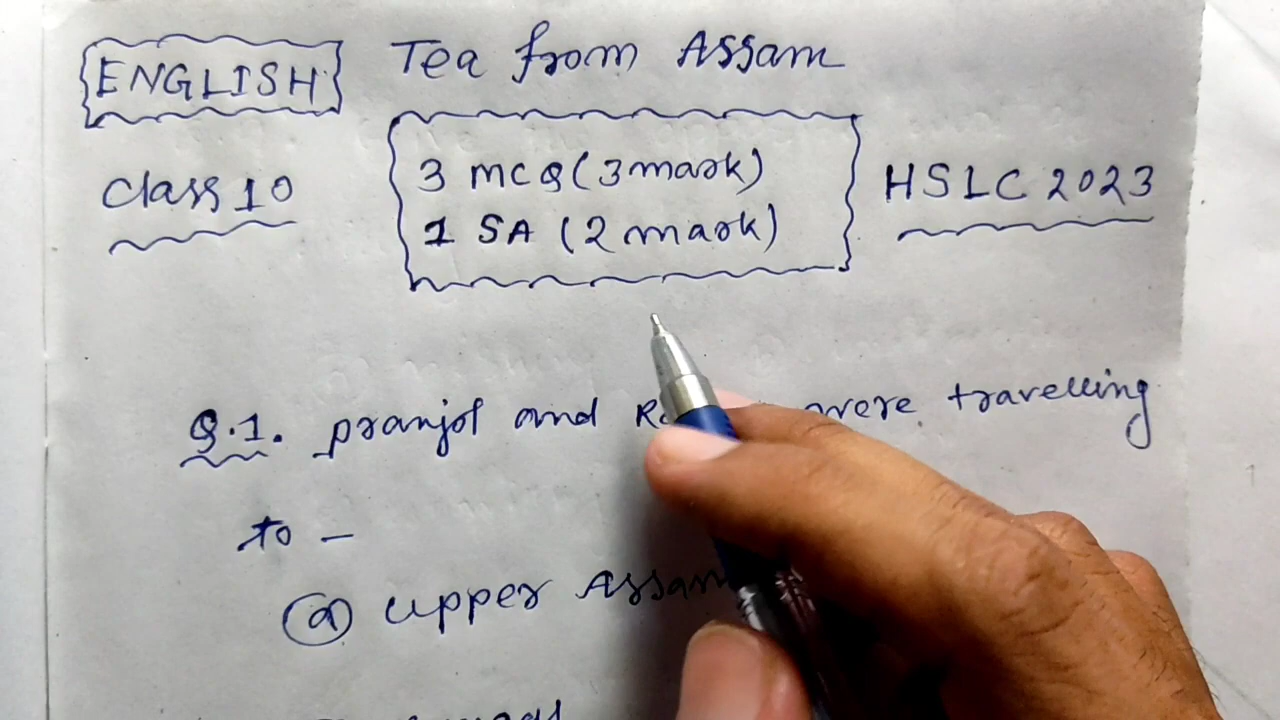 ENGLISH
Tea from Assam
Class 10
3 MCQ (3 mark)
1 SA (2 mark)
HSLC 2023
Q.1. pranjol and were travelling
to -
(a) upper Assam